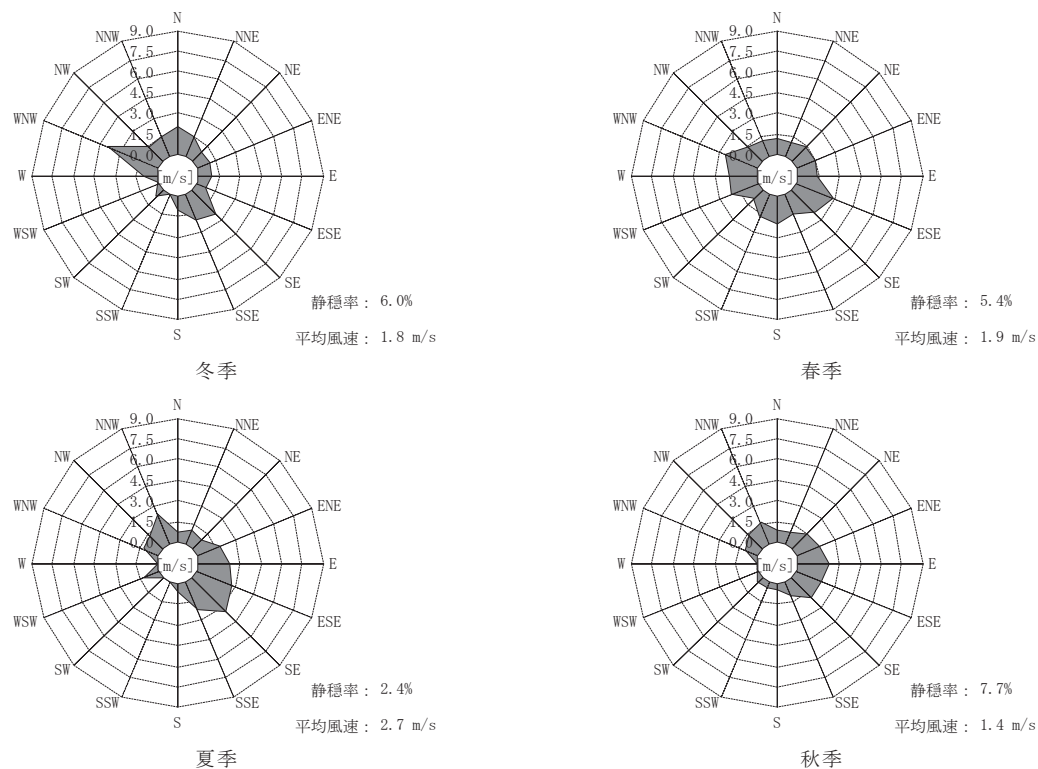 N
NNW 9.0 NNE
7.5
NW 6.0 NE
4.5
WNW 3.0 ENE
1.5
0.0
W [m/s] E
WSW ESE
SW SE
SSW SSE
S
静穏率： 6.0%
平均風速： 1.8 m/s
冬季
N
NNW 9.0 NNE
7.5
NW 6.0 NE
4.5
WNW 3.0 ENE
1.5
0.0
W [m/s] E
WSW ESE
SW SE
SSW SSE
S
静穏率： 5.4%
平均風速： 1.9 m/s
春季
N
NNW 9.0 NNE
7.5
NW 6.0 NE
4.5
WNW 3.0 ENE
1.5
0.0
W [m/s] E
WSW ESE
SW SE
SSW SSE
S
静穏率： 2.4%
平均風速： 2.7 m/s
夏季
N
NNW 9.0 NNE
7.5
NW 6.0 NE
4.5
WNW 3.0 ENE
1.5
0.0
W [m/s] E
WSW ESE
SW SE
SSW SSE
S
静穏率： 7.7%
平均風速： 1.4 m/s
秋季